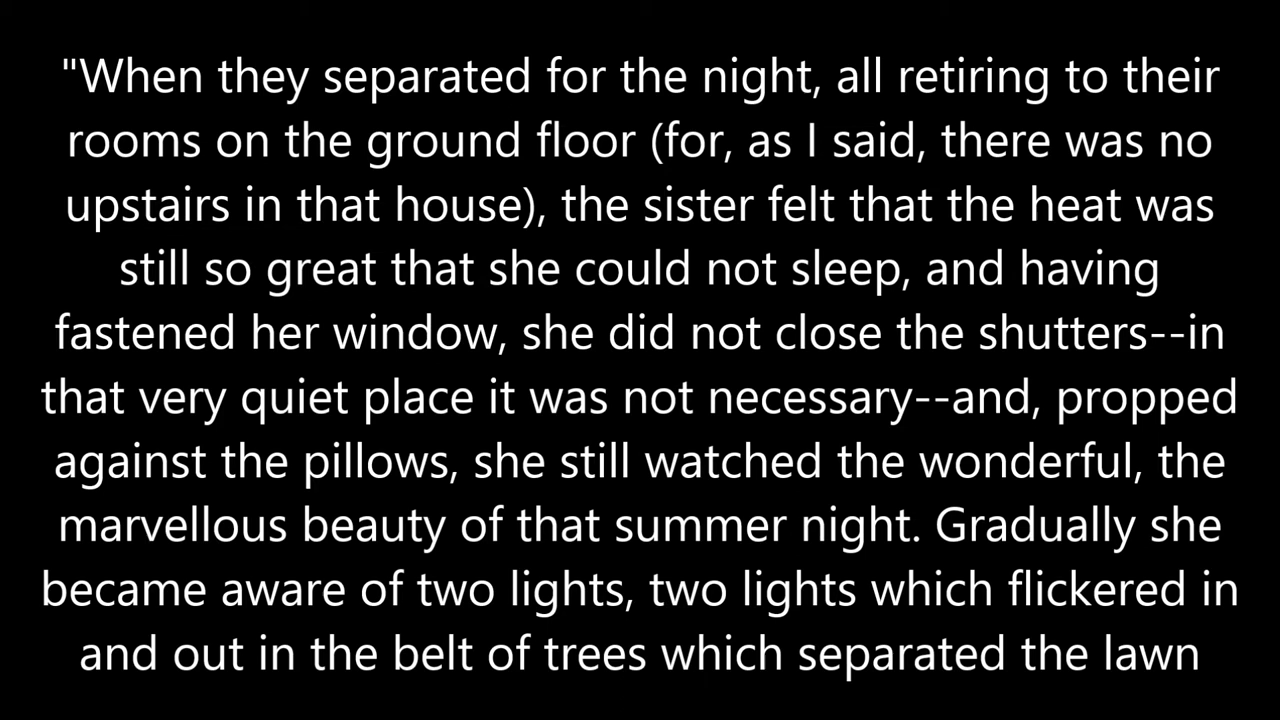 "When they separated for the night, all retiring to their
rooms on the ground floor (for, as I said, there was no
upstairs in that house), the sister felt that the heat was
still so great that she could not sleep, and having
fastened her window, she did not close the shutters--in
that very quiet place it was not necessary--and, propped
against the pillows, she still watched the wonderful, the
marvellous beauty of that summer night. Gradually she
became aware of two lights, two lights which flickered in
and out in the belt of trees which separated the lawn